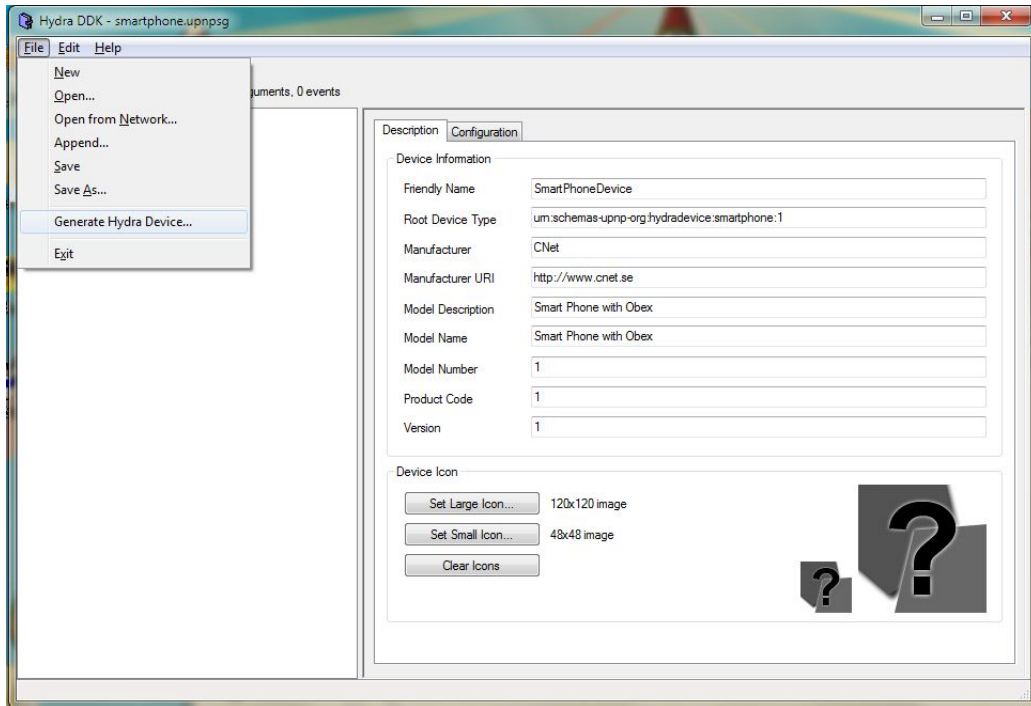 Hydra DDK - smartphone.upnpsg
File Edit Help
New
Open...
Open from Network...
Append...
Save
Save As...
Generate Hydra Device...
Exit
0 events
Description Configuration
Device Information
Friendly Name SmartPhoneDevice
Root Device Type urn:schemas-upnp-org:hydradevice:smartphone:1
Manufacturer CNet
Manufacturer URI http://www.cnet.se
Model Description Smart Phone with Obex
Model Name Smart Phone with Obex
Model Number 1
Product Code 1
Version 1
Device Icon
Set Large Icon... 120x120 image
Set Small Icon... 48x48 image
Clear Icons
? ?